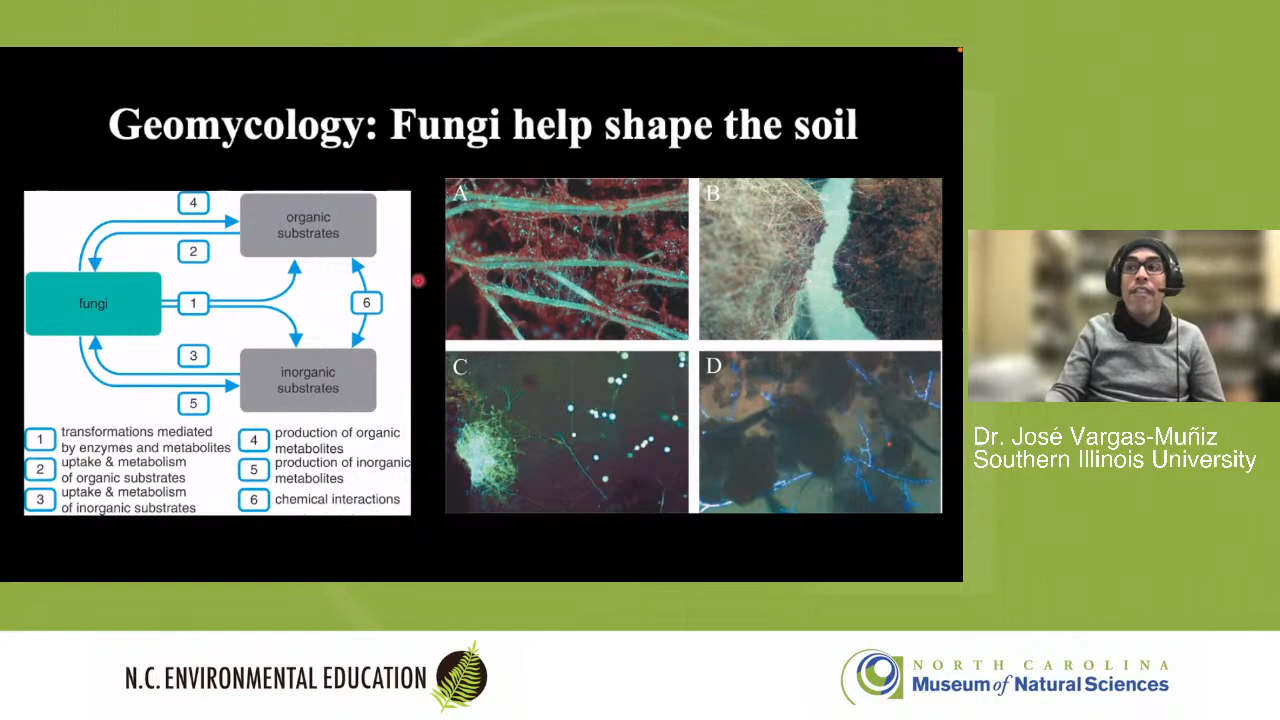 Geomycology: Fungi help shape the soil
4
organic
substrates
2
fungi
1
6
3
inorganic
substrates
5
1 transformations mediated
by enzymes and metabolites
2 uptake & metabolism
of organic substrates
3 uptake & metabolism
of inorganic substrates
4 production of organic
metabolites
5 production of inorganic
metabolites
6 chemical interactions
A
B
C
D
Dr. José Vargas-Muñiz
Southern Illinois University
N.C. ENVIRONMENTAL EDUCATION
NORTH CAROLINA
Museum of Natural Sciences